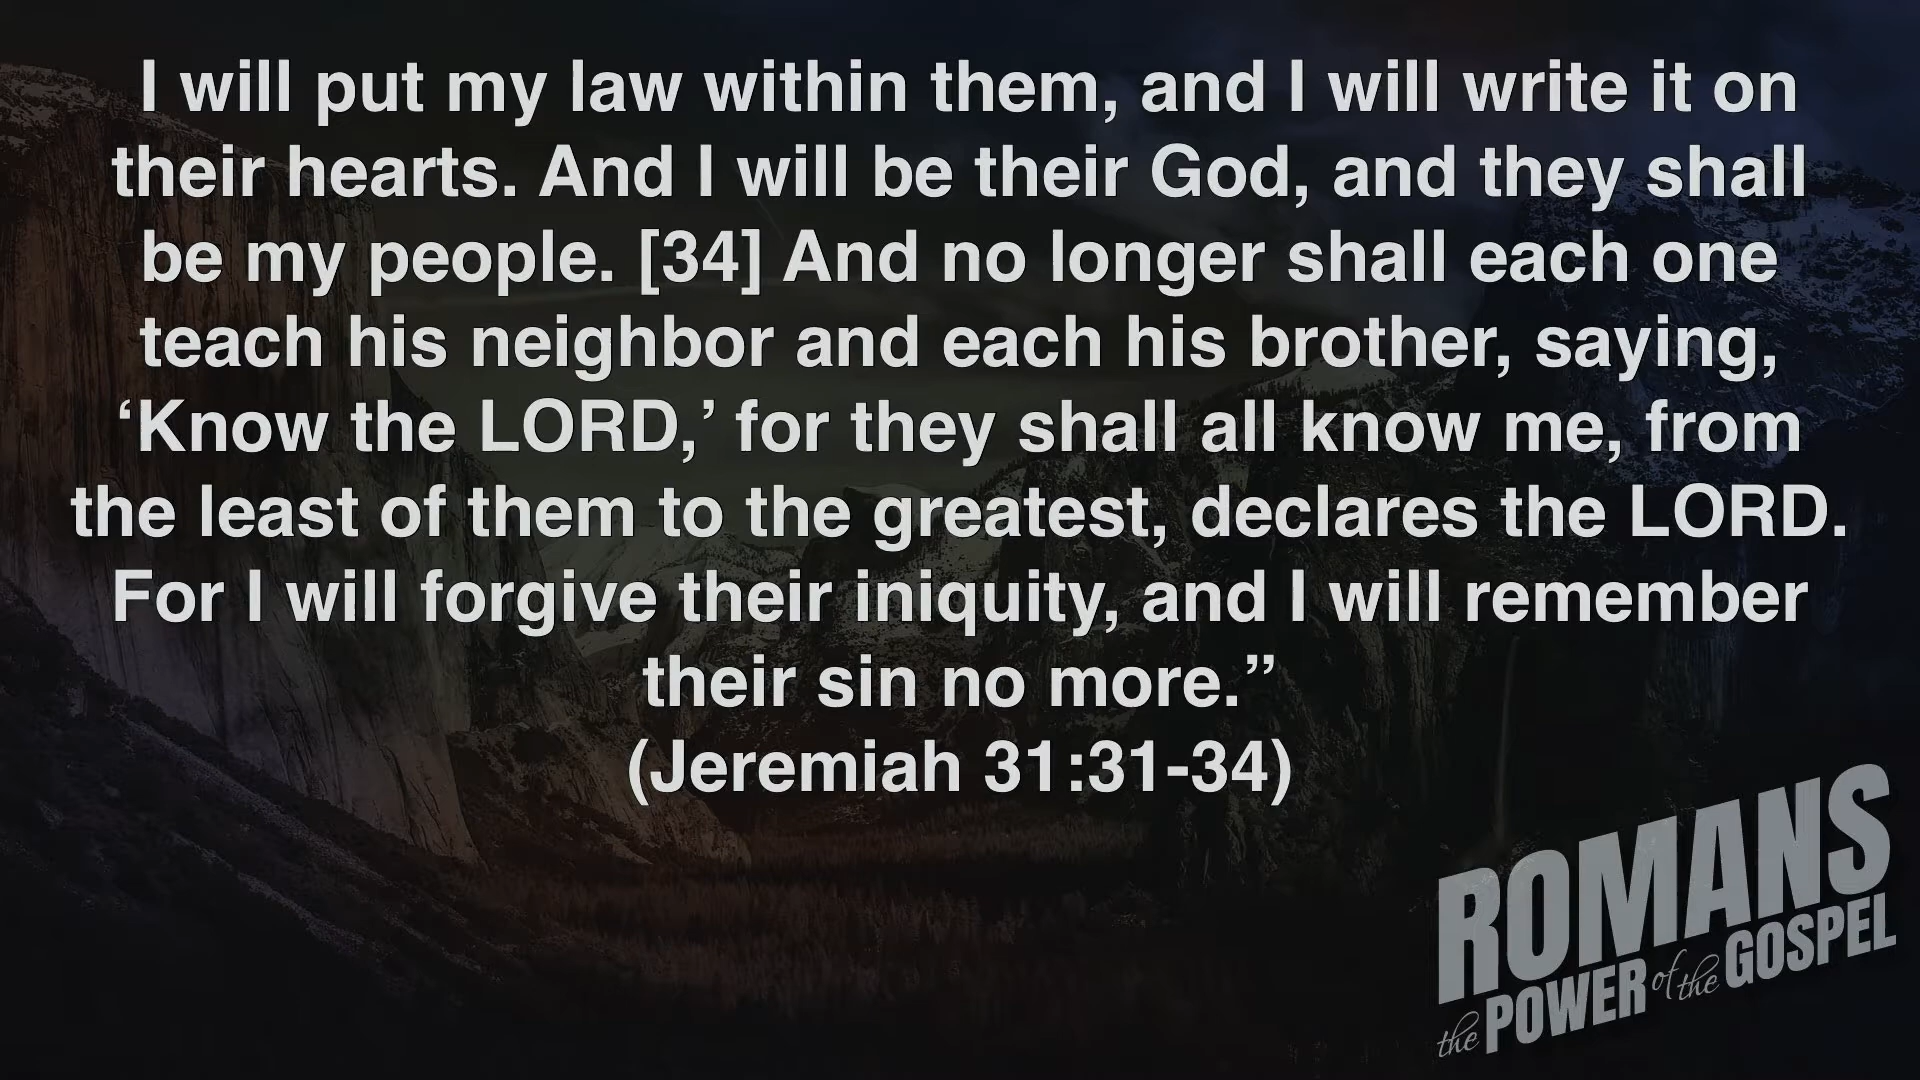 I will put my law within them, and I will write it on
their hearts. And I will be their God, and they shall
be my people. [34] And no longer shall each one
teach his neighbor and each his brother, saying,
‘Know the LORD,’ for they shall all know me, from
the least of them to the greatest, declares the LORD.
For I will forgive their iniquity, and I will remember
their sin no more.”
(Jeremiah 31:31-34)
ROMANS
the POWER of the GOSPEL